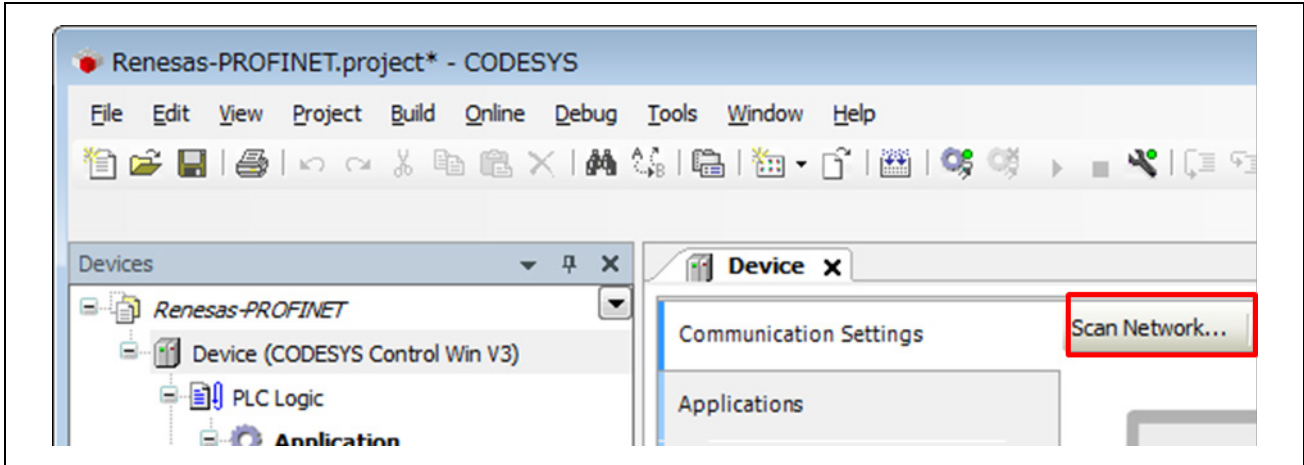 Renesas-PROFINET.project* - CODESYS
File Edit View Project Build Online Debug Tools Window Help
Devices
Device
Renesas-PROFINET
Communication Settings
Scan Network...
Device (CODESYS Control Win V3)
PLC Logic
Applications
Application